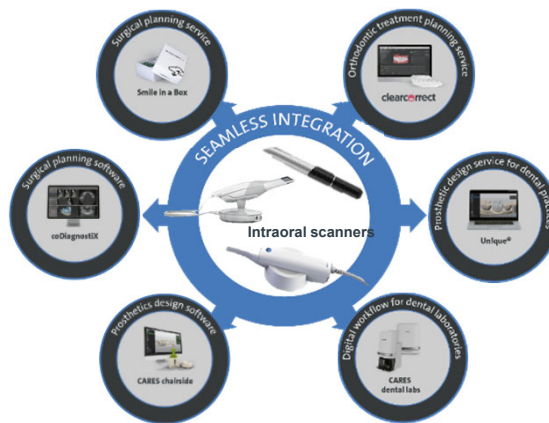 Surgical planning service
Smile in a Box
Orthodontic treatment planning service
clearcorrect
SEAMLESS INTEGRATION
Surgical planning software
coDiagnostiX
Intraoral scanners
Prosthetic design service for dental practices
Un!que®
Prosthetics design software
CARES chairside
Digital workflow for dental laboratories
CARES
dental labs